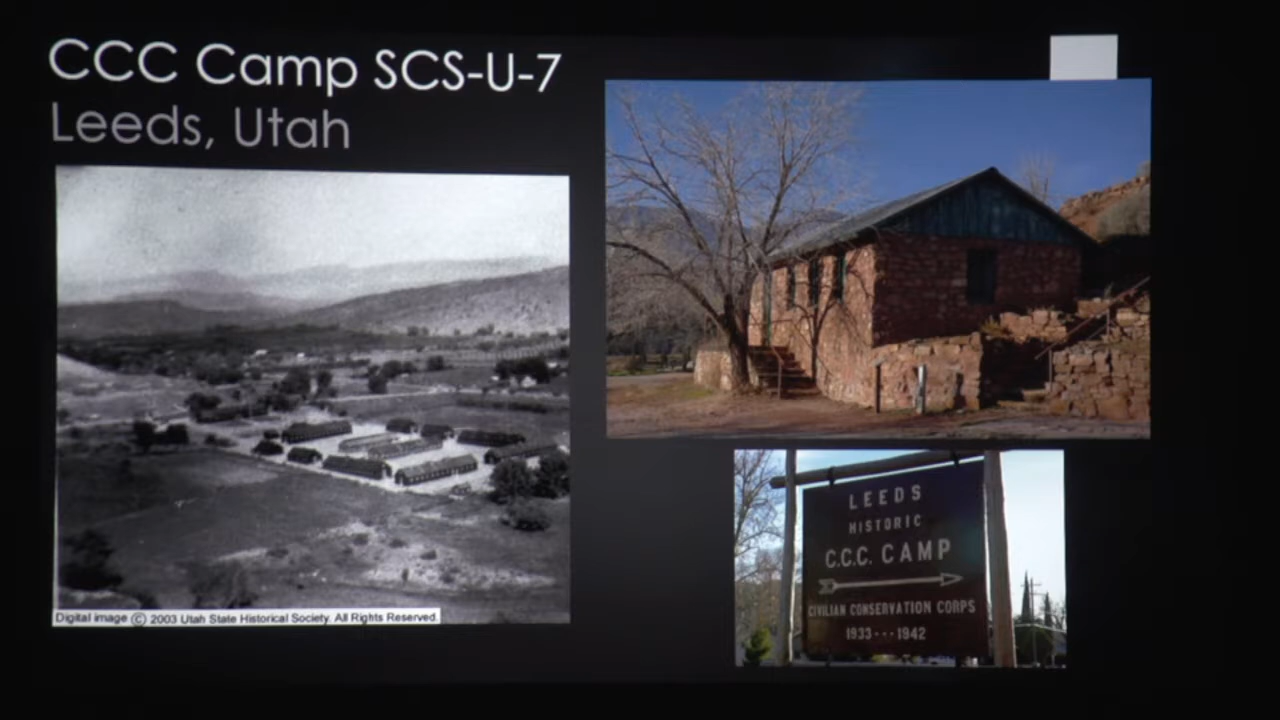 CCC Camp SCS-U-7
Leeds, Utah
Digital image © 2003 Utah State Historical Society. All Rights Reserved.
LEEDS
HISTORIC
C.C.C. CAMP
CIVILIAN CONSERVATION CORPS
1933---1942